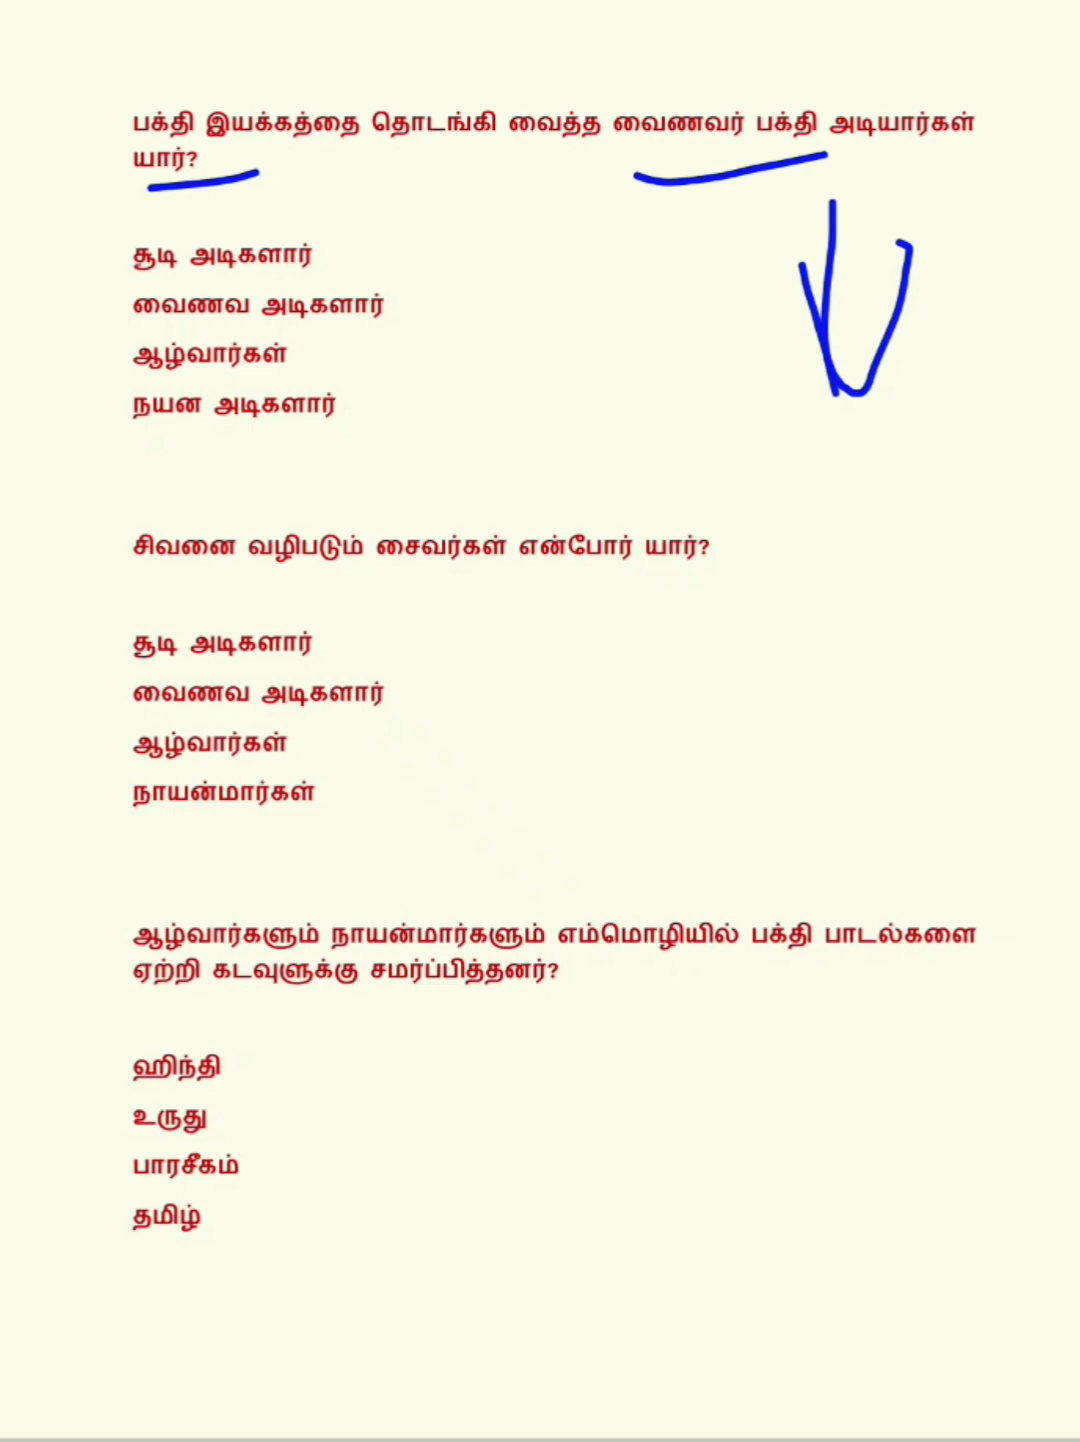 பக்தி இயக்கத்தை தொடங்கி வைத்த வைணவர் பக்தி அடியார்கள்
யார்?
சூடி அடிகளார்
வைணவ அடிகளார்
ஆழ்வார்கள்
நயன அடிகளார்
சிவனை வழிபடும் சைவர்கள் என்போர் யார்?
சூடி அடிகளார்
வைணவ அடிகளார்
ஆழ்வார்கள்
நாயன்மார்கள்
ஆழ்வார்களும் நாயன்மார்களும் எம்மொழியில் பக்தி பாடல்களை
ஏற்றி கடவுளுக்கு சமர்ப்பித்தனர்?
ஹிந்தி
உருது
பாரசீகம்
தமிழ்